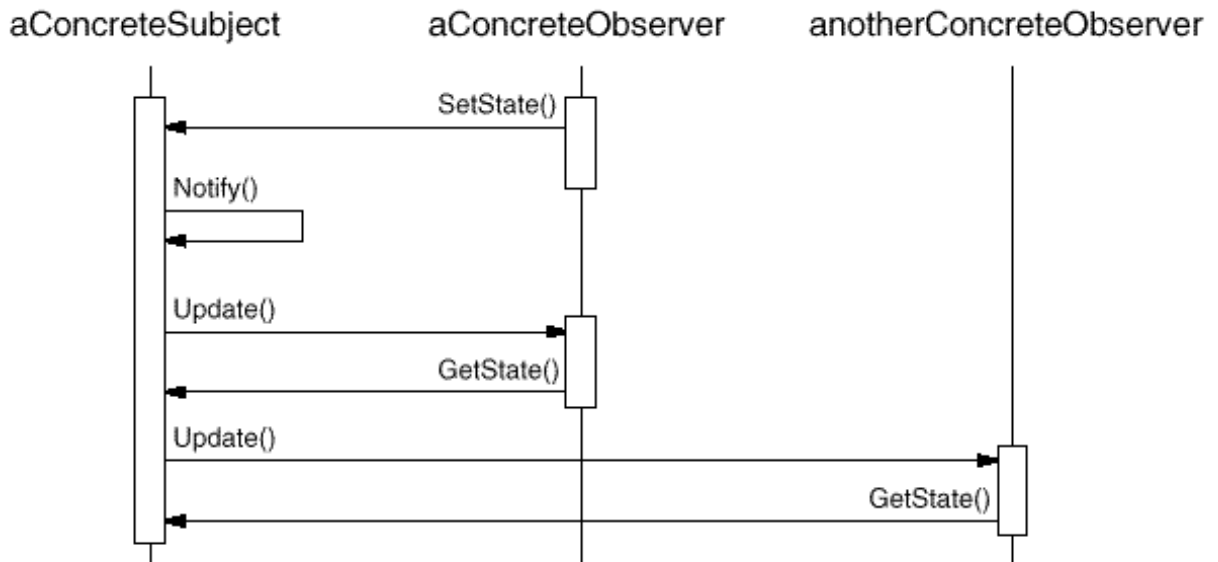 aConcreteSubject aConcreteObserver anotherConcreteObserver
SetState()
Notify()
Update()
GetState()
Update()
GetState()